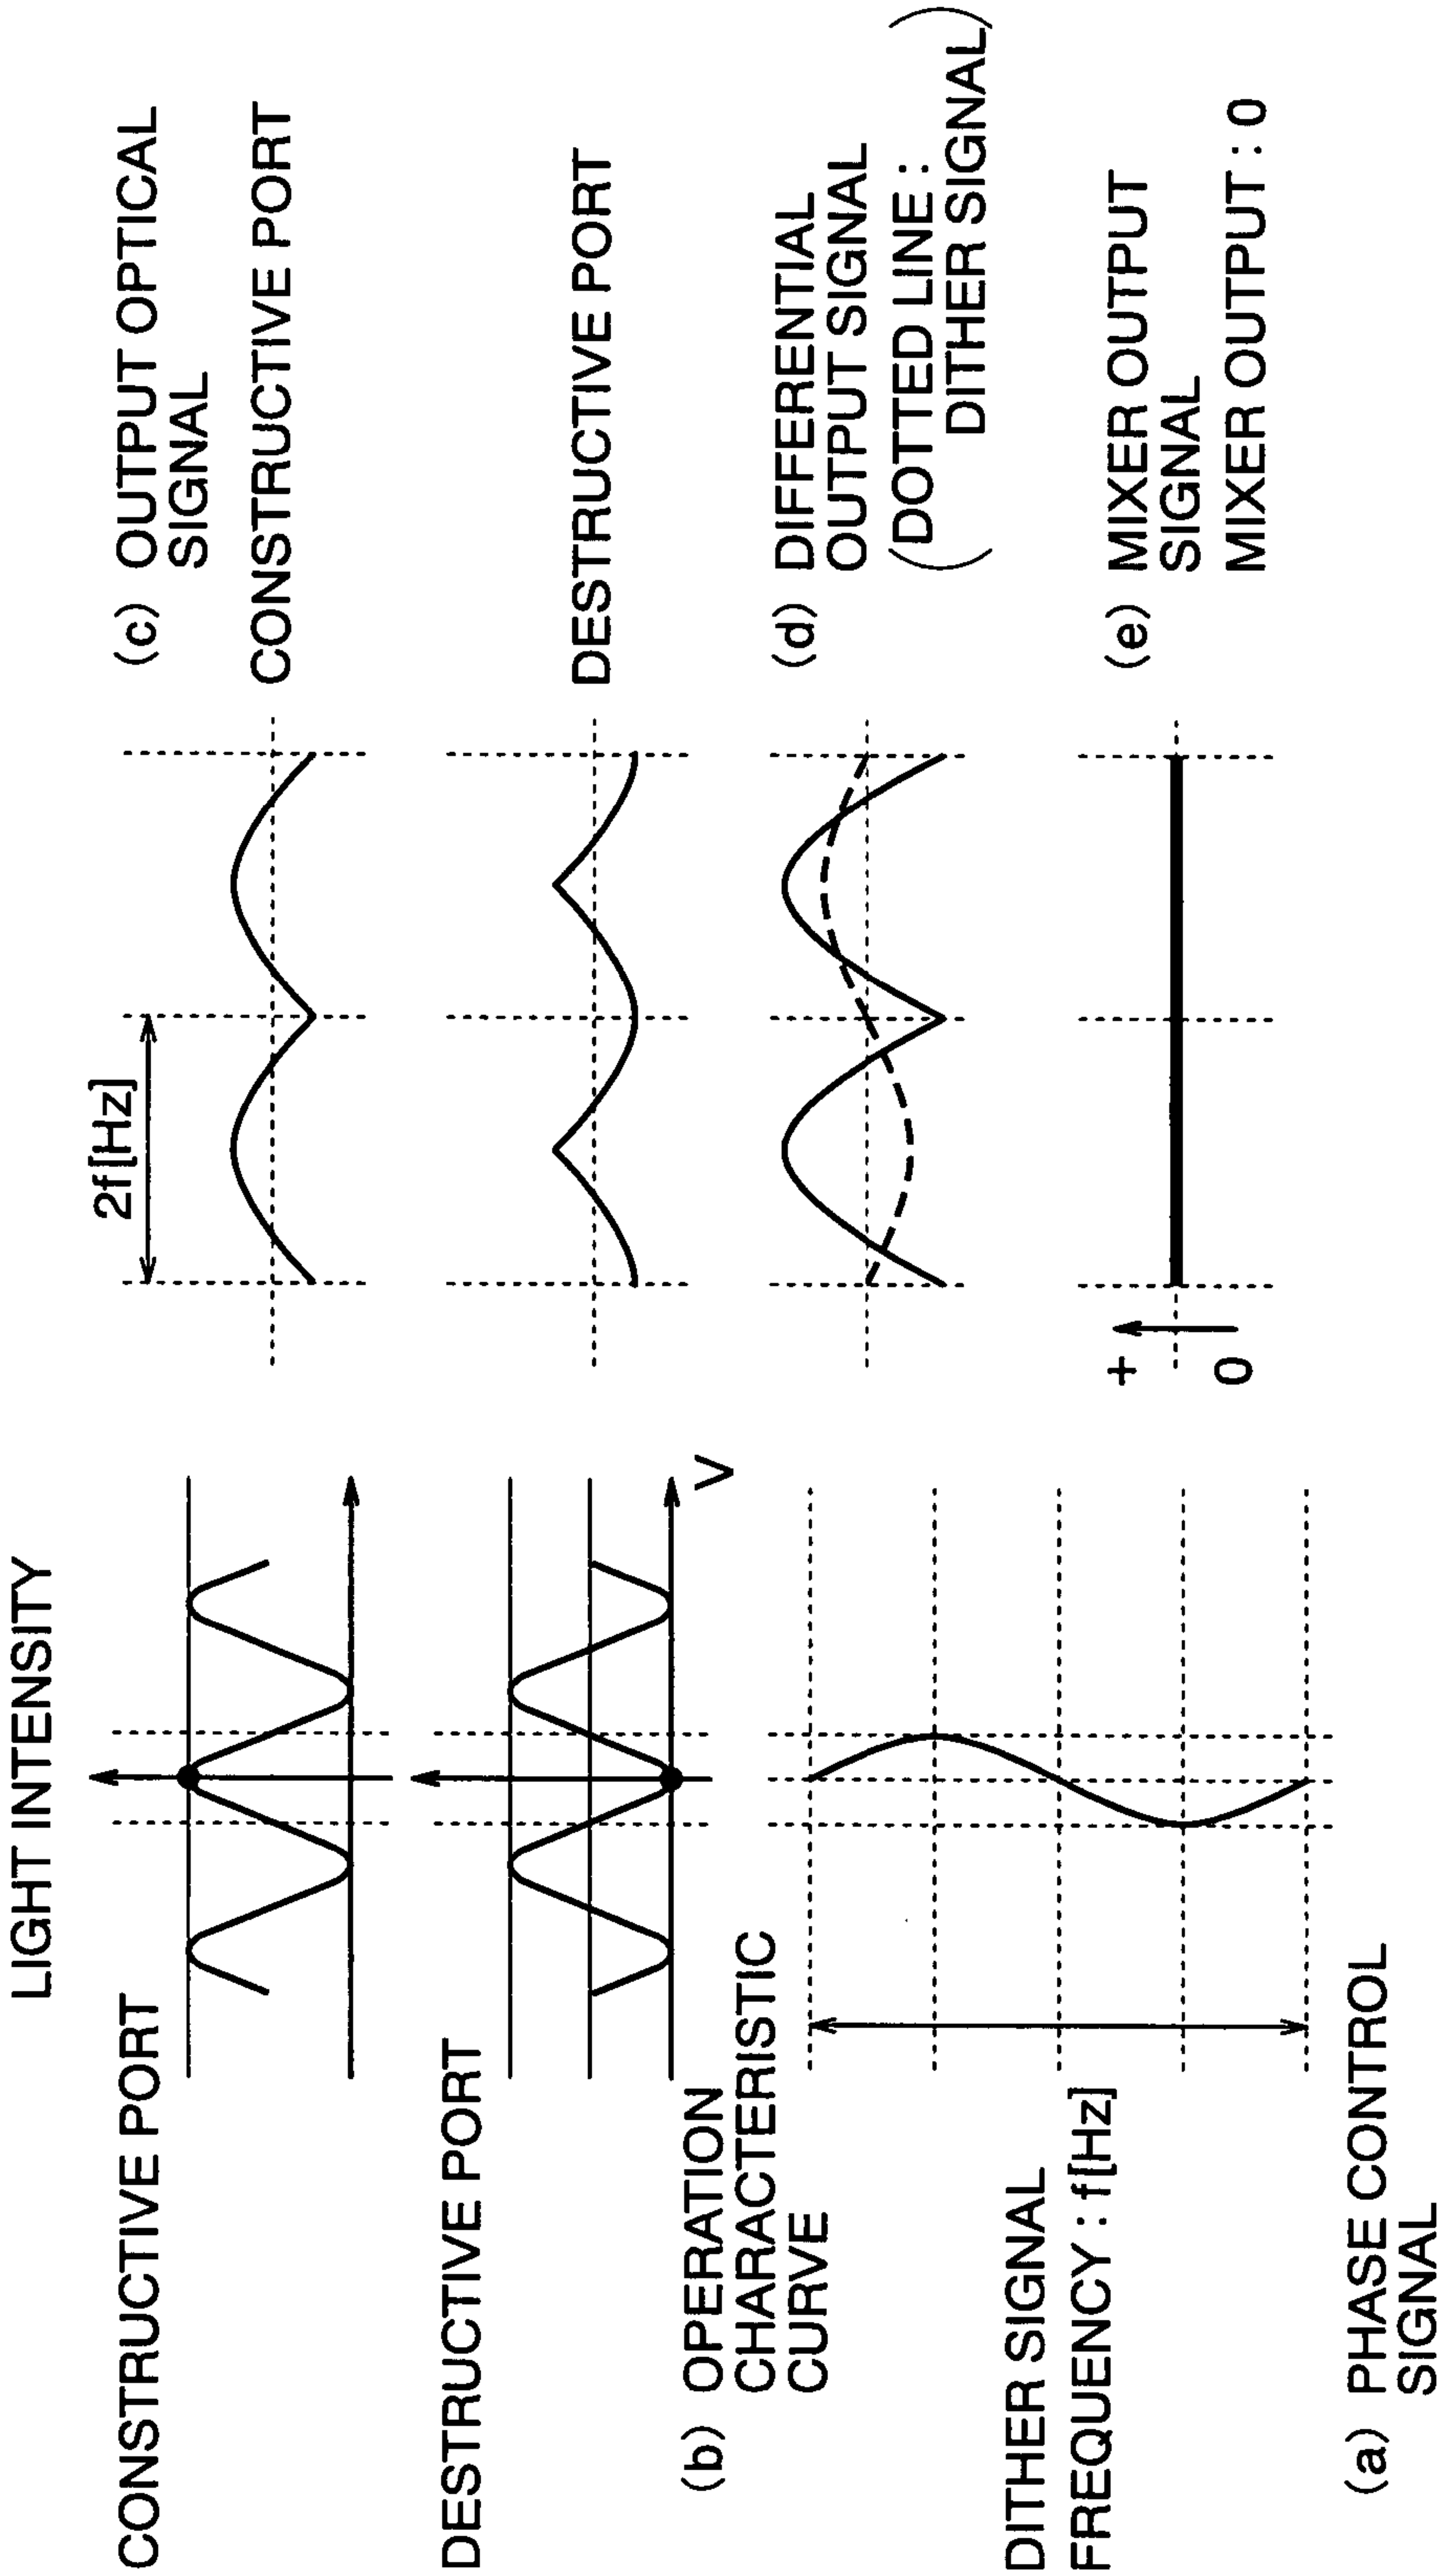 LIGHT INTENSITY
CONSTRUCTIVE PORT
DESTRUCTIVE PORT
V
(b) OPERATION
CHARACTERISTIC
CURVE
DITHER SIGNAL
FREQUENCY : f[Hz]
(a) PHASE CONTROL
SIGNAL
2f[Hz]
(c) OUTPUT OPTICAL
SIGNAL
CONSTRUCTIVE PORT
DESTRUCTIVE PORT
(d) DIFFERENTIAL
OUTPUT SIGNAL
(DOTTED LINE :
DITHER SIGNAL)
+
0
(e) MIXER OUTPUT
SIGNAL
MIXER OUTPUT : 0